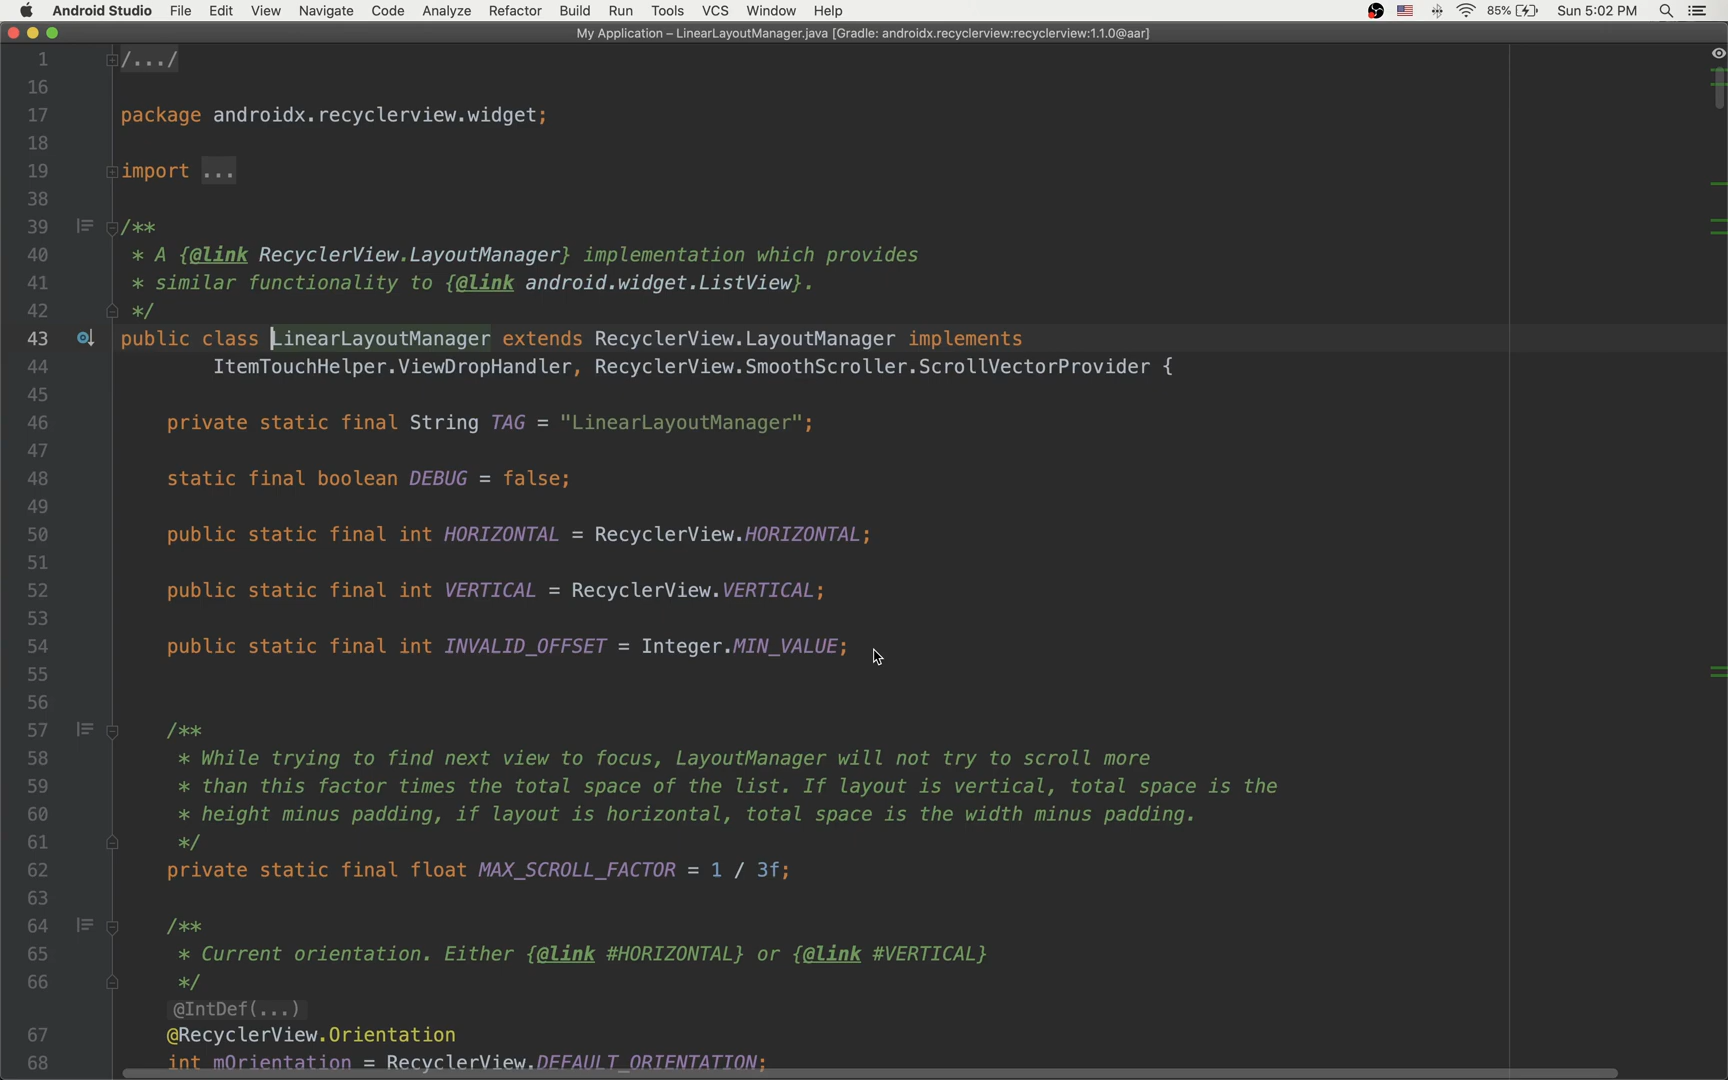 Android Studio File Edit View Navigate Code Analyze Refactor Build Run Tools VCS Window Help 85% Sun 5:02 PM
My Application – LinearLayoutManager.java [Gradle: androidx.recyclerview:recyclerview:1.1.0@aar]
1 /.../
16
17 package androidx.recyclerview.widget;
18
19 import ...
38
39 /**
40 * A {@link RecyclerView.LayoutManager} implementation which provides
41 * similar functionality to {@link android.widget.ListView}.
42 */
43 public class LinearLayoutManager extends RecyclerView.LayoutManager implements
44 ItemTouchHelper.ViewDropHandler, RecyclerView.SmoothScroller.ScrollVectorProvider {
45
46 private static final String TAG = "LinearLayoutManager";
47
48 static final boolean DEBUG = false;
49
50 public static final int HORIZONTAL = RecyclerView.HORIZONTAL;
51
52 public static final int VERTICAL = RecyclerView.VERTICAL;
53
54 public static final int INVALID_OFFSET = Integer.MIN_VALUE;
55
56
57 /**
58 * While trying to find next view to focus, LayoutManager will not try to scroll more
59 * than this factor times the total space of the list. If layout is vertical, total space is the
60 * height minus padding, if layout is horizontal, total space is the width minus padding.
61 */
62 private static final float MAX_SCROLL_FACTOR = 1 / 3f;
63
64 /**
65 * Current orientation. Either {@link #HORIZONTAL} or {@link #VERTICAL}
66 */
@IntDef(...)
67 @RecyclerView.Orientation
68 int mOrientation = RecyclerView.DEFAULT_ORIENTATION;